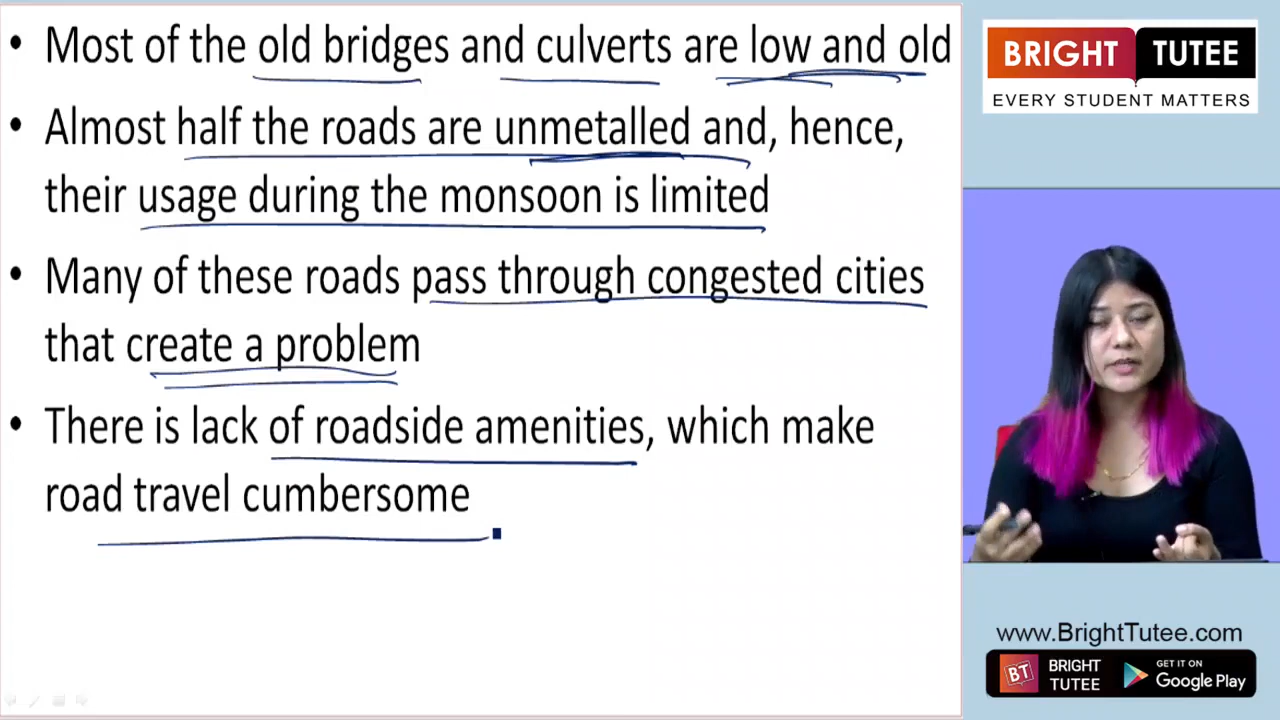 • Most of the old bridges and culverts are low and old
• Almost half the roads are unmetalled and, hence,
their usage during the monsoon is limited
• Many of these roads pass through congested cities
that create a problem
• There is lack of roadside amenities, which make
road travel cumbersome
BRIGHT TUTEE
EVERY STUDENT MATTERS
www.BrightTutee.com
BT BRIGHT TUTEE
GET IT ON
Google Play